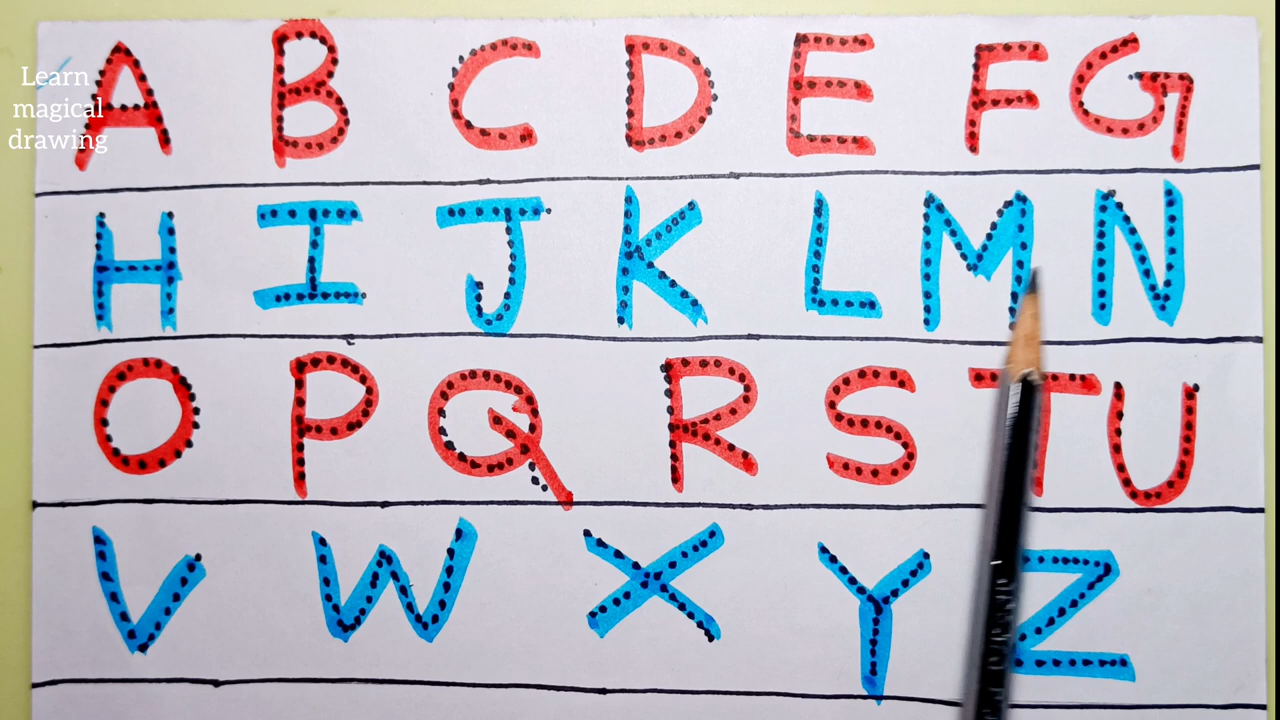 Learn
magical
drawing
A B C D E F G
H I J K L M N
O P Q R S T U
V W X Y Z